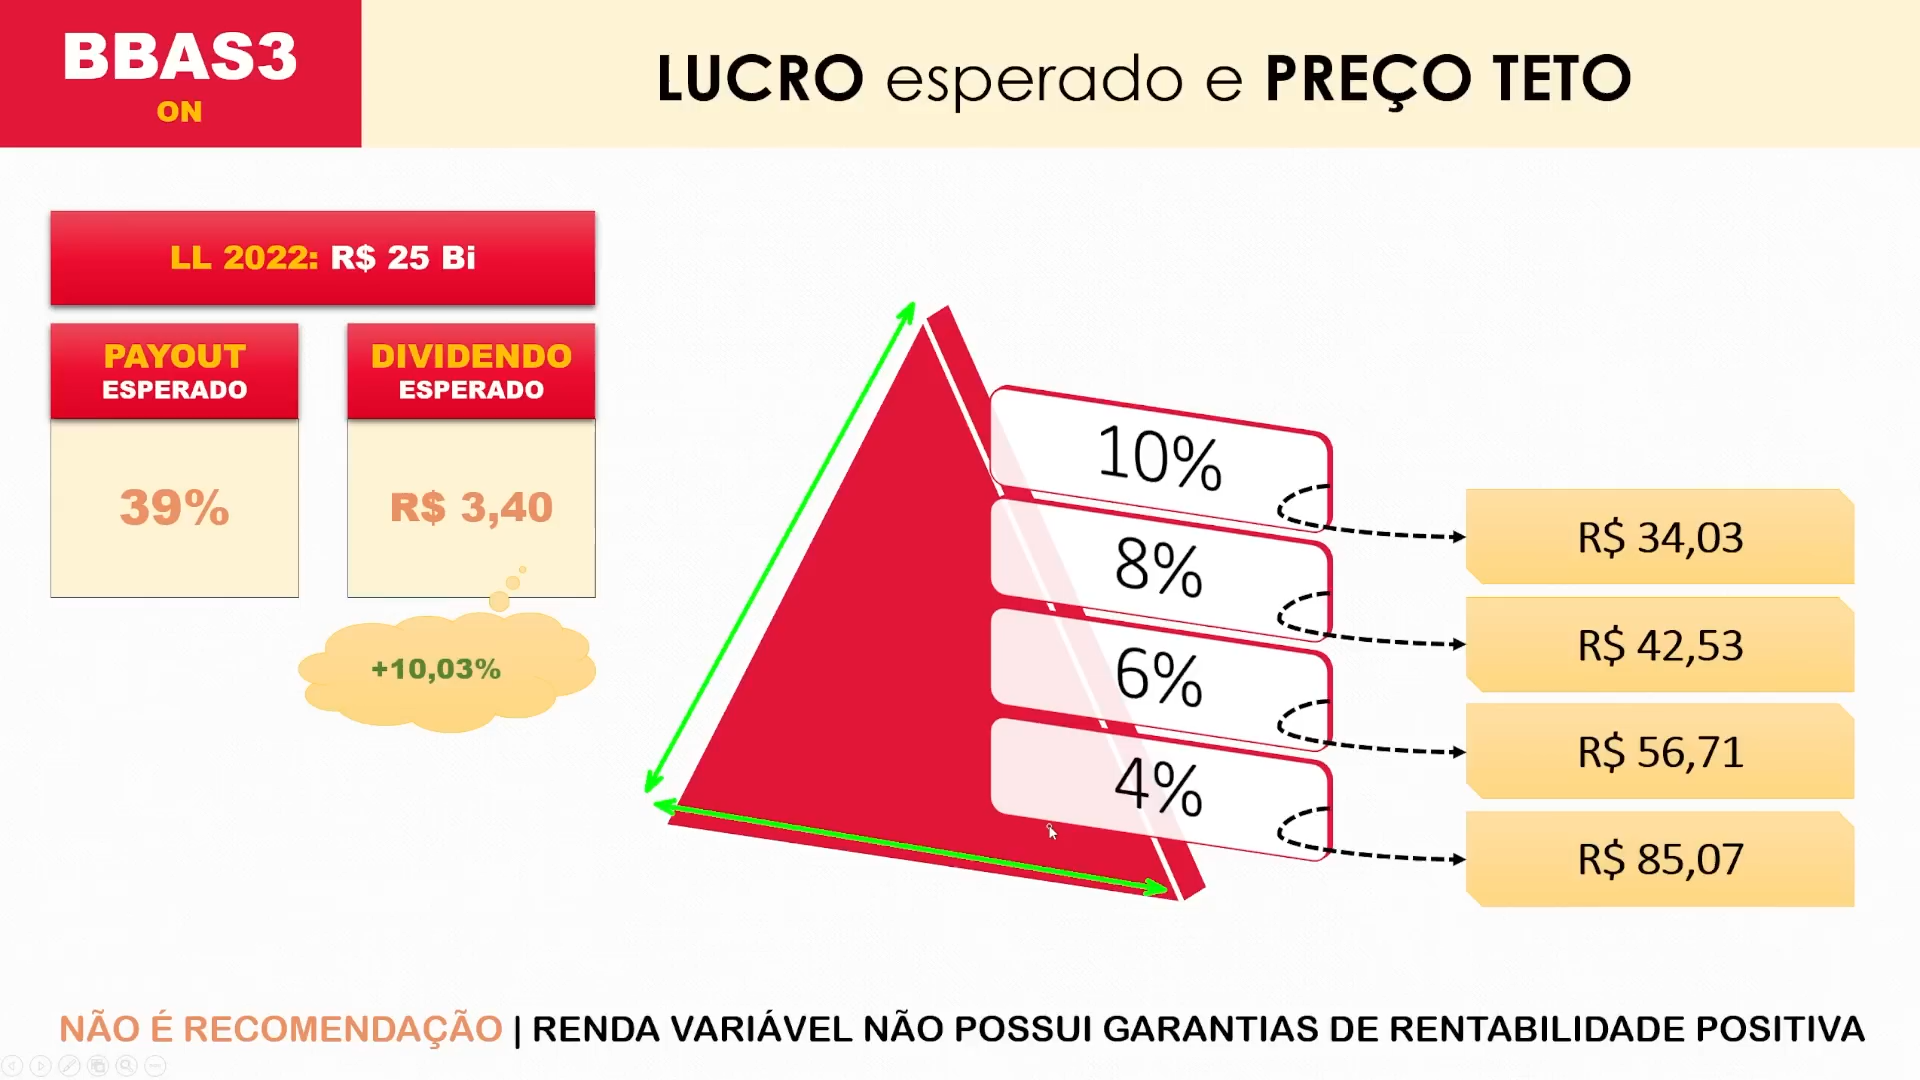 BBAS3
ON
LUCRO esperado e PREÇO TETO
LL 2022: R$ 25 Bi
PAYOUT
ESPERADO
39%
DIVIDENDO
ESPERADO
R$ 3,40
+10,03%
10%
8%
6%
4%
R$ 34,03
R$ 42,53
R$ 56,71
R$ 85,07
NÃO É RECOMENDAÇÃO | RENDA VARIÁVEL NÃO POSSUI GARANTIAS DE RENTABILIDADE POSITIVA